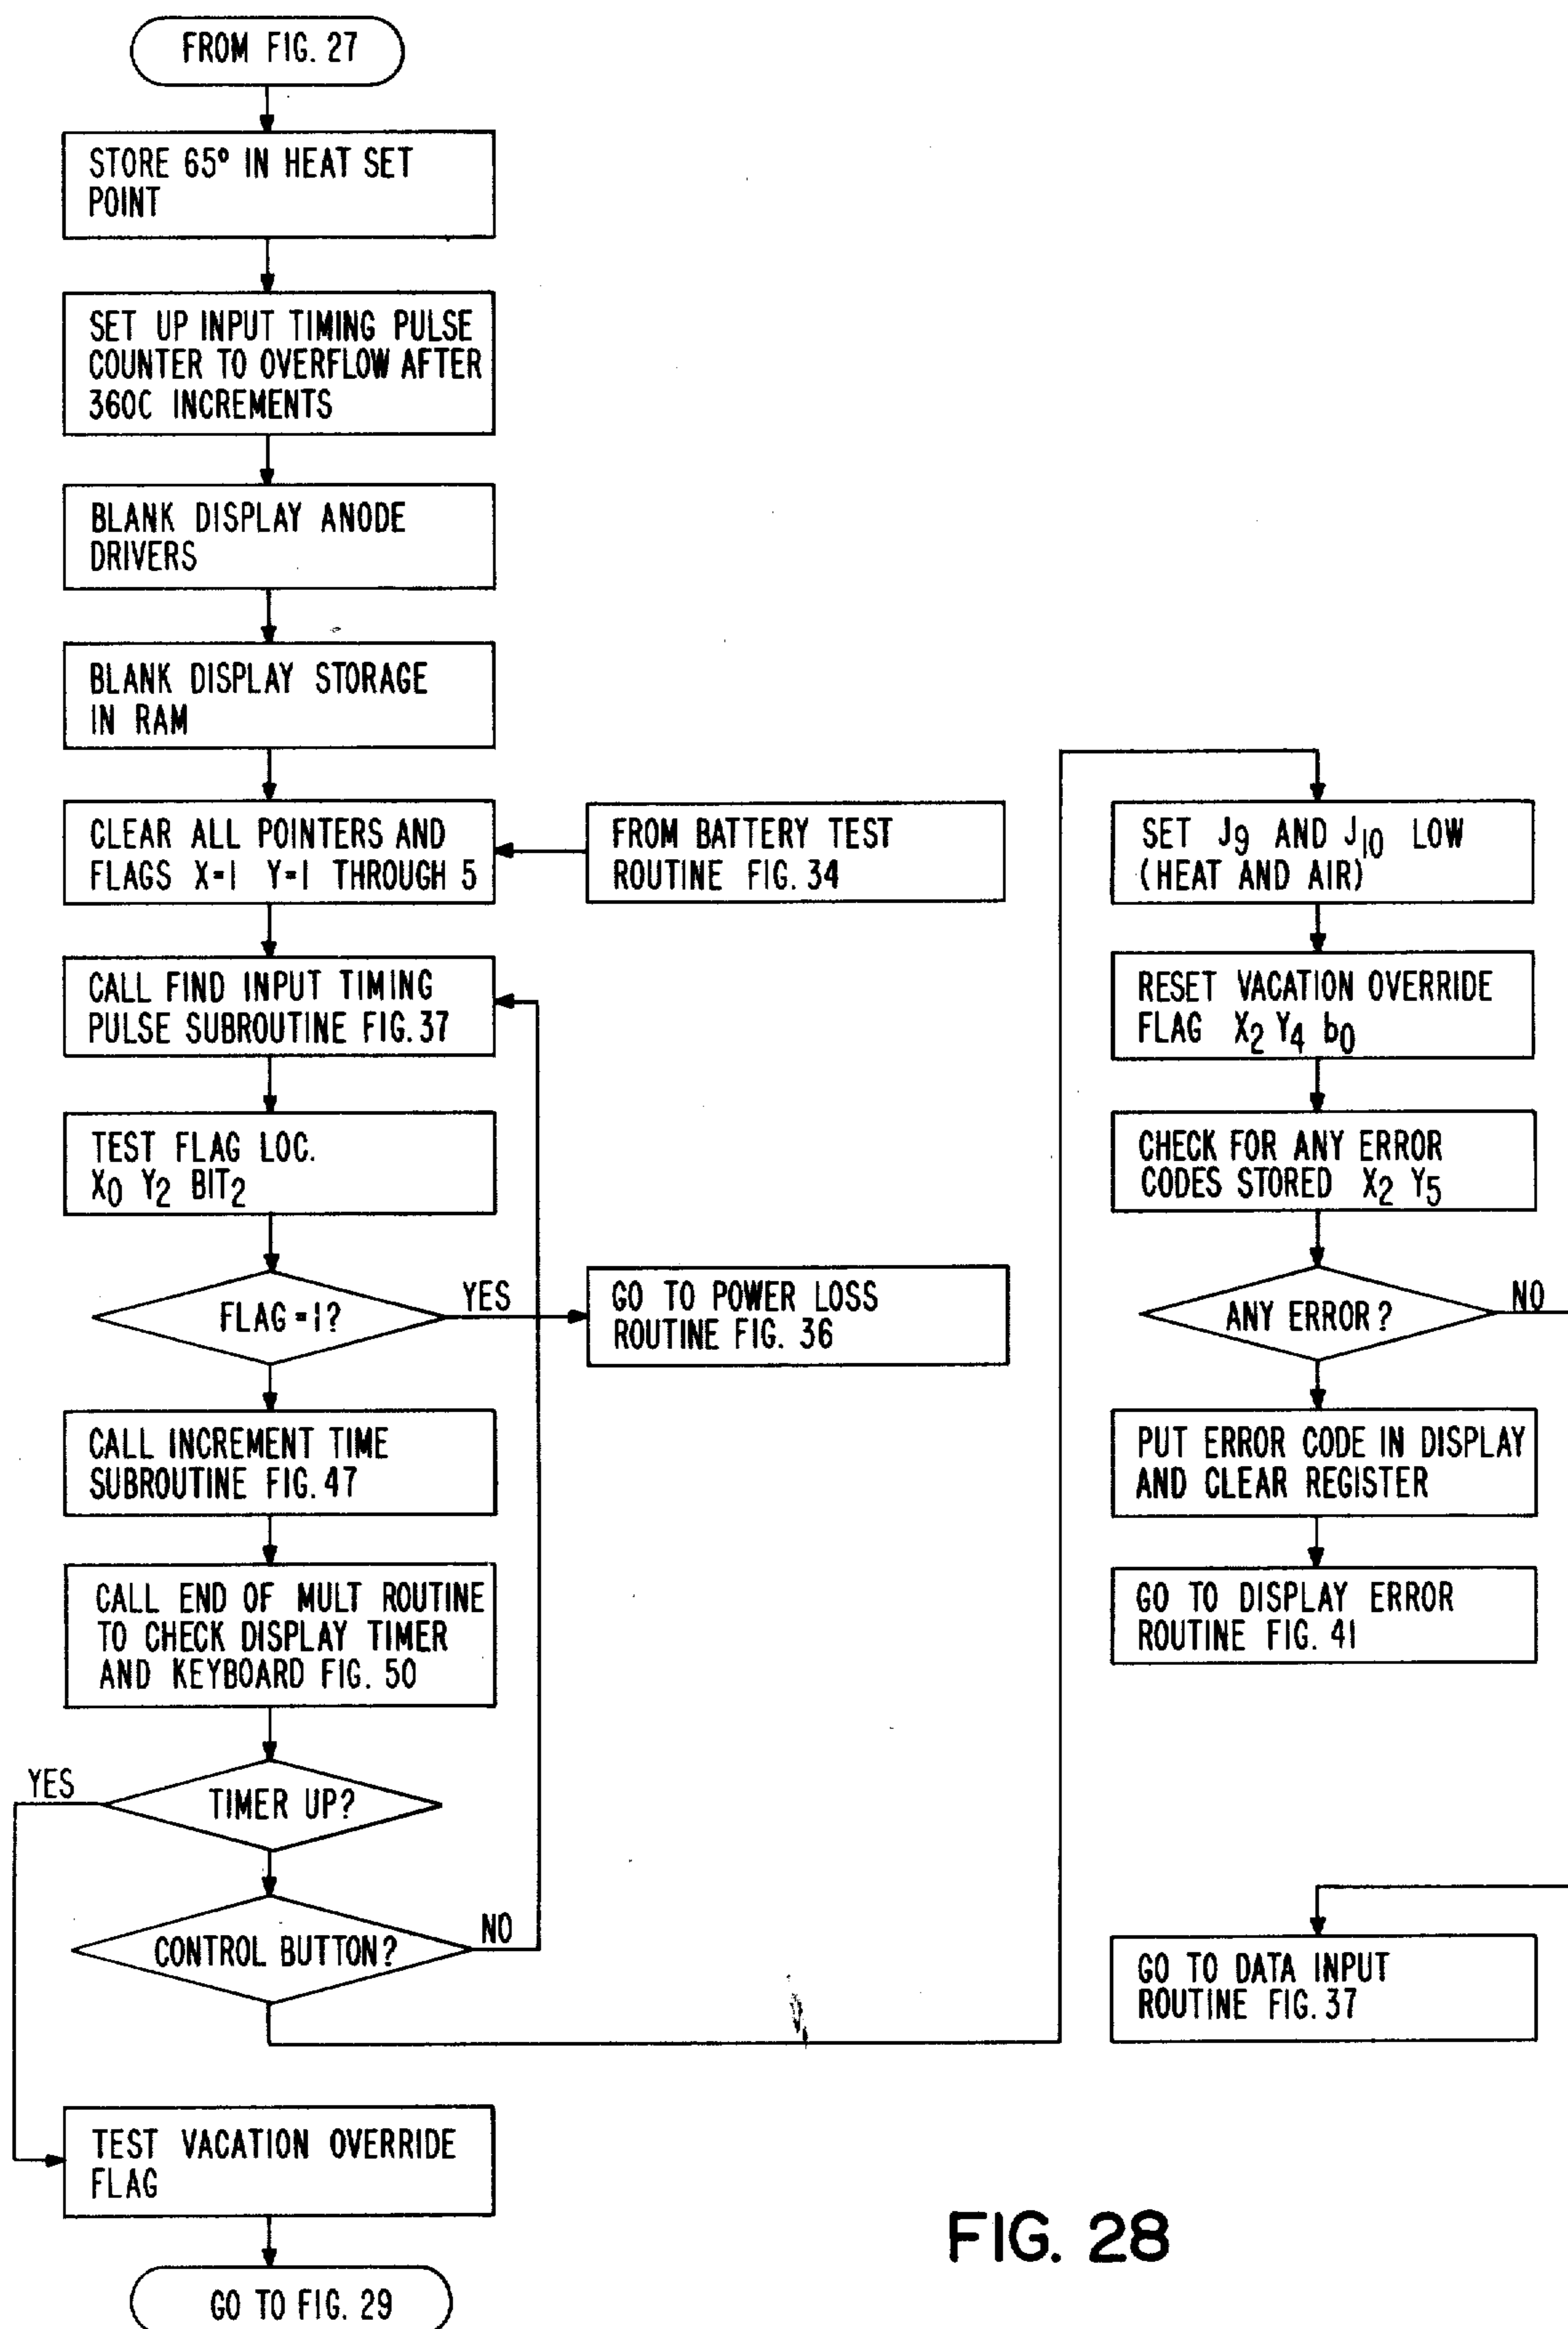 FROM FIG. 27
STORE 65° IN HEAT SET
POINT
SET UP INPUT TIMING PULSE
COUNTER TO OVERFLOW AFTER
360C INCREMENTS
BLANK DISPLAY ANODE
DRIVERS
BLANK DISPLAY STORAGE
IN RAM
CLEAR ALL POINTERS AND
FLAGS X=1 Y=1 THROUGH 5
FROM BATTERY TEST
ROUTINE FIG. 34
CALL FIND INPUT TIMING
PULSE SUBROUTINE FIG. 37
TEST FLAG LOC.
X0 Y2 BIT2
FLAG=1?
YES
GO TO POWER LOSS
ROUTINE FIG. 36
CALL INCREMENT TIME
SUBROUTINE FIG. 47
CALL END OF MULT ROUTINE
TO CHECK DISPLAY TIMER
AND KEYBOARD FIG. 50
YES
TIMER UP?
CONTROL BUTTON?
NO
TEST VACATION OVERRIDE
FLAG
GO TO FIG. 29
SET J9 AND J10 LOW
(HEAT AND AIR)
RESET VACATION OVERRIDE
FLAG X2 Y4 b0
CHECK FOR ANY ERROR
CODES STORED X2 Y5
ANY ERROR?
NO
PUT ERROR CODE IN DISPLAY
AND CLEAR REGISTER
GO TO DISPLAY ERROR
ROUTINE FIG. 41
GO TO DATA INPUT
ROUTINE FIG. 37
FIG. 28